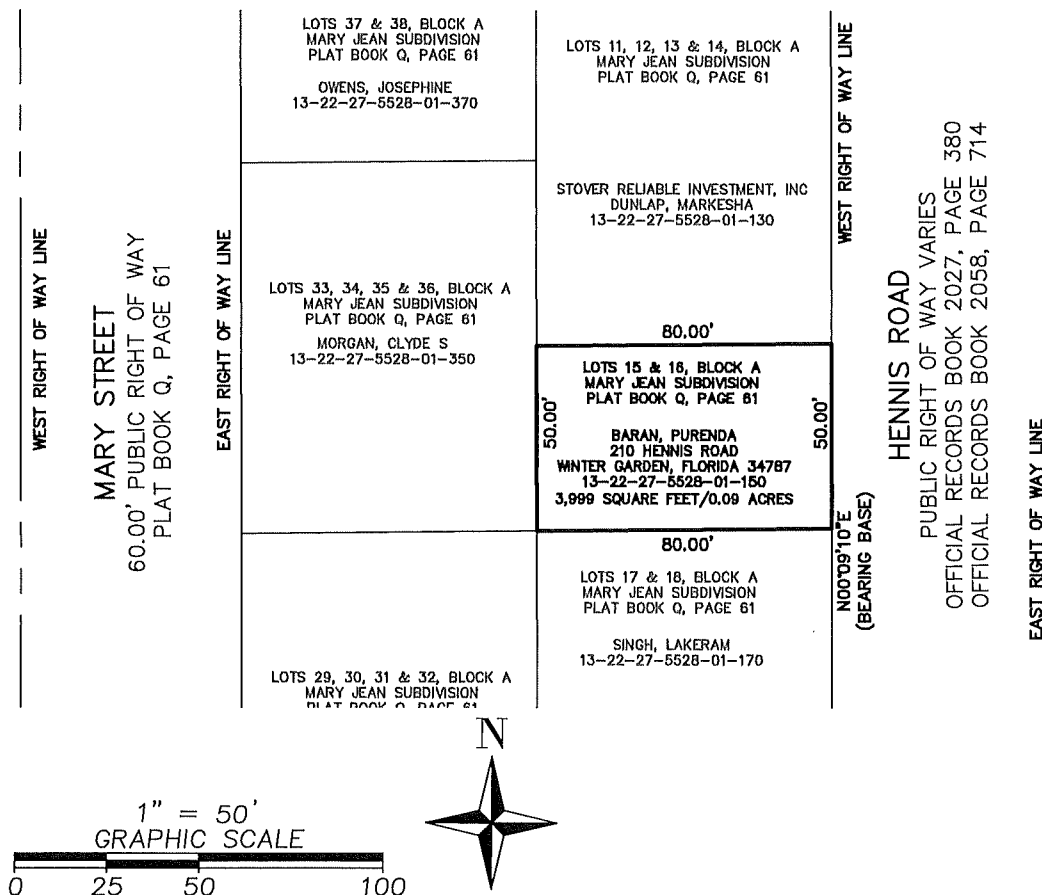 LOTS 37 & 38, BLOCK A
MARY JEAN SUBDIVISION
PLAT BOOK Q, PAGE 61
OWENS, JOSEPHINE
13-22-27-5528-01-370
LOTS 11, 12, 13 & 14, BLOCK A
MARY JEAN SUBDIVISION
PLAT BOOK Q, PAGE 61
STOVER RELIABLE INVESTMENT, INC
DUNLAP, MARKESHA
13-22-27-5528-01-130
WEST RIGHT OF WAY LINE
MARY STREET
60.00' PUBLIC RIGHT OF WAY
PLAT BOOK Q, PAGE 61
EAST RIGHT OF WAY LINE
LOTS 33, 34, 35 & 36, BLOCK A
MARY JEAN SUBDIVISION
PLAT BOOK Q, PAGE 61
MORGAN, CLYDE S
13-22-27-5528-01-350
80.00'
50.00'
LOTS 15 & 16, BLOCK A
MARY JEAN SUBDIVISION
PLAT BOOK Q, PAGE 61
BARAN, PURENDA
210 HENNIS ROAD
WINTER GARDEN, FLORIDA 34787
13-22-27-5528-01-150
3,999 SQUARE FEET/0.09 ACRES
50.00'
80.00'
WEST RIGHT OF WAY LINE
N00°09'10"E
(BEARING BASE)
HENNIS ROAD
PUBLIC RIGHT OF WAY VARIES
OFFICIAL RECORDS BOOK 2027, PAGE 380
OFFICIAL RECORDS BOOK 2058, PAGE 714
EAST RIGHT OF WAY LINE
LOTS 17 & 18, BLOCK A
MARY JEAN SUBDIVISION
PLAT BOOK Q, PAGE 61
SINGH, LAKERAM
13-22-27-5528-01-170
LOTS 29, 30, 31 & 32, BLOCK A
MARY JEAN SUBDIVISION
PLAT BOOK Q, PAGE 61
N
1" = 50'
GRAPHIC SCALE
0 25 50 100